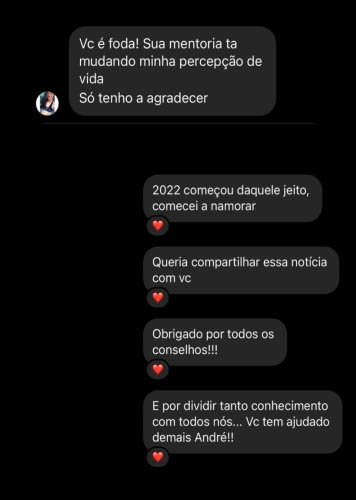 Vc é foda! Sua mentoria ta
mudando minha percepção de
vida
Só tenho a agradecer
2022 começou daquele jeito,
comecei a namorar
Queria compartilhar essa notícia
com vc
Obrigado por todos os
conselhos!!!
E por dividir tanto conhecimento
com todos nós... Vc tem ajudado
demais André!!